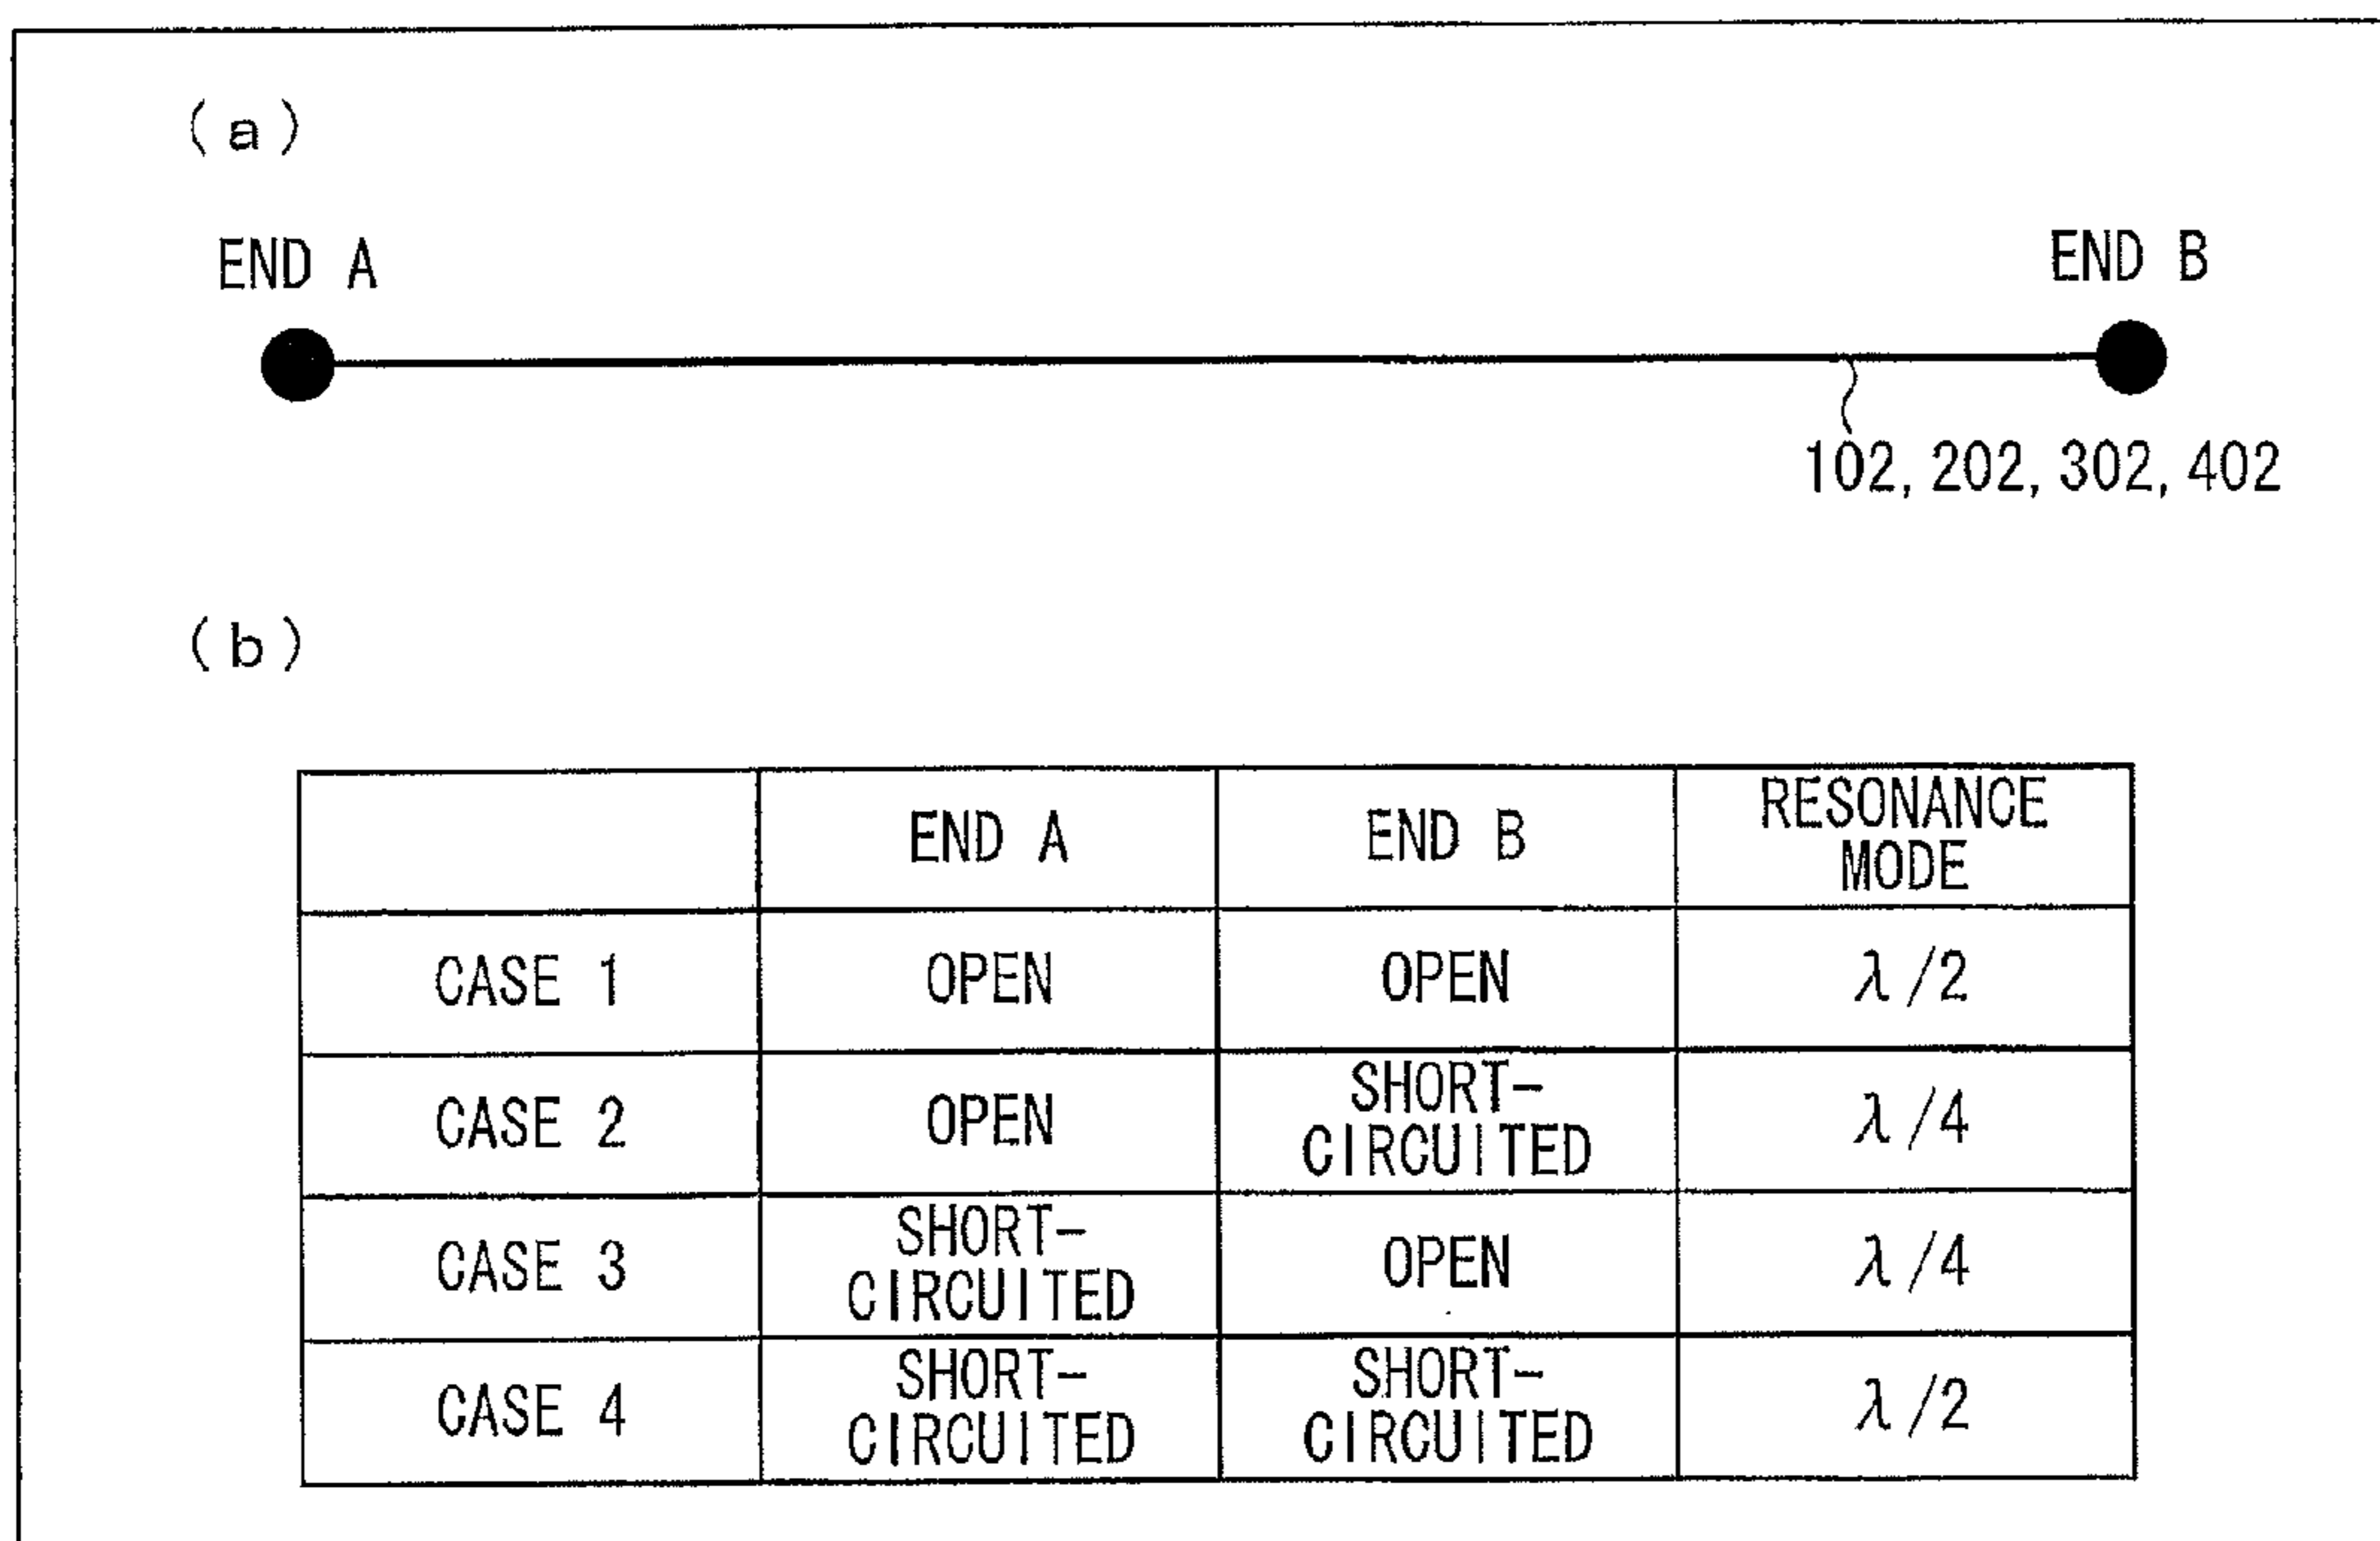 (a)
END A
END B
102, 202, 302, 402
(b)
END A
END B
RESONANCE
MODE
CASE 1
OPEN
OPEN
λ/2
CASE 2
OPEN
SHORT-
CIRCUITED
λ/4
CASE 3
SHORT-
CIRCUITED
OPEN
λ/4
CASE 4
SHORT-
CIRCUITED
SHORT-
CIRCUITED
λ/2